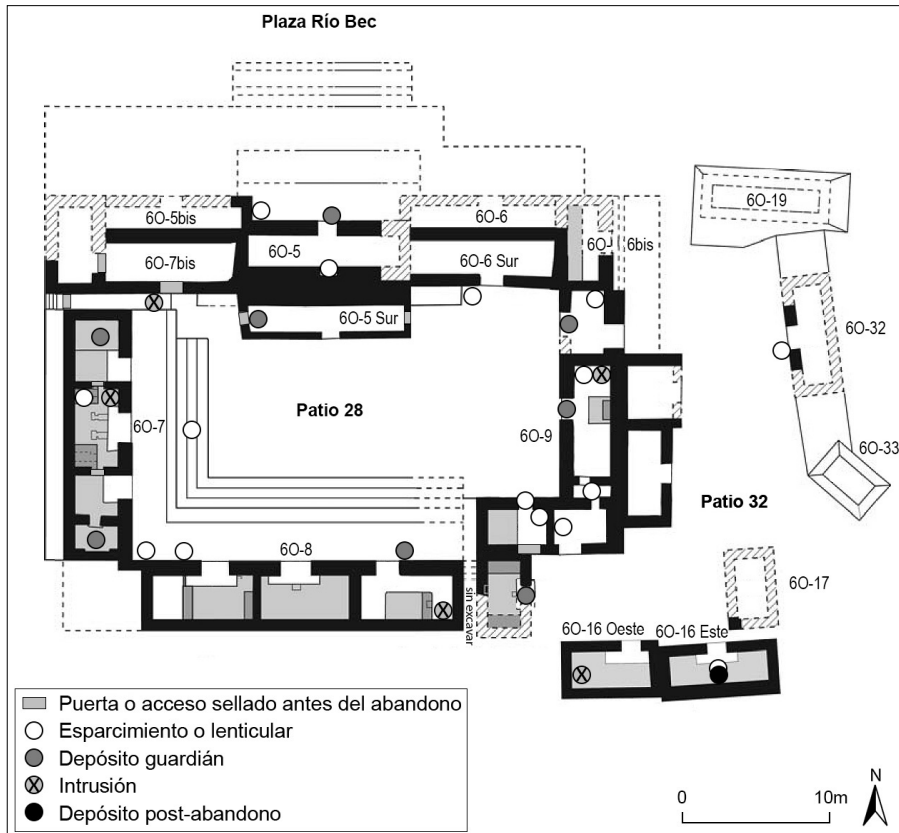 Plaza Río Bec
6O-5bis
6O-5
6O-6
6O-6bis
6O-19
6O-7bis
6O-6 Sur
6O-5 Sur
6O-32
Patio 28
6O-7
6O-9
6O-33
Patio 32
6O-8
sin excavar
6O-17
6O-16 Oeste
6O-16 Este
Puerta o acceso sellado antes del abandono
Esparcimiento o lenticular
Depósito guardián
Intrusión
Depósito post-abandono
0 10m
N